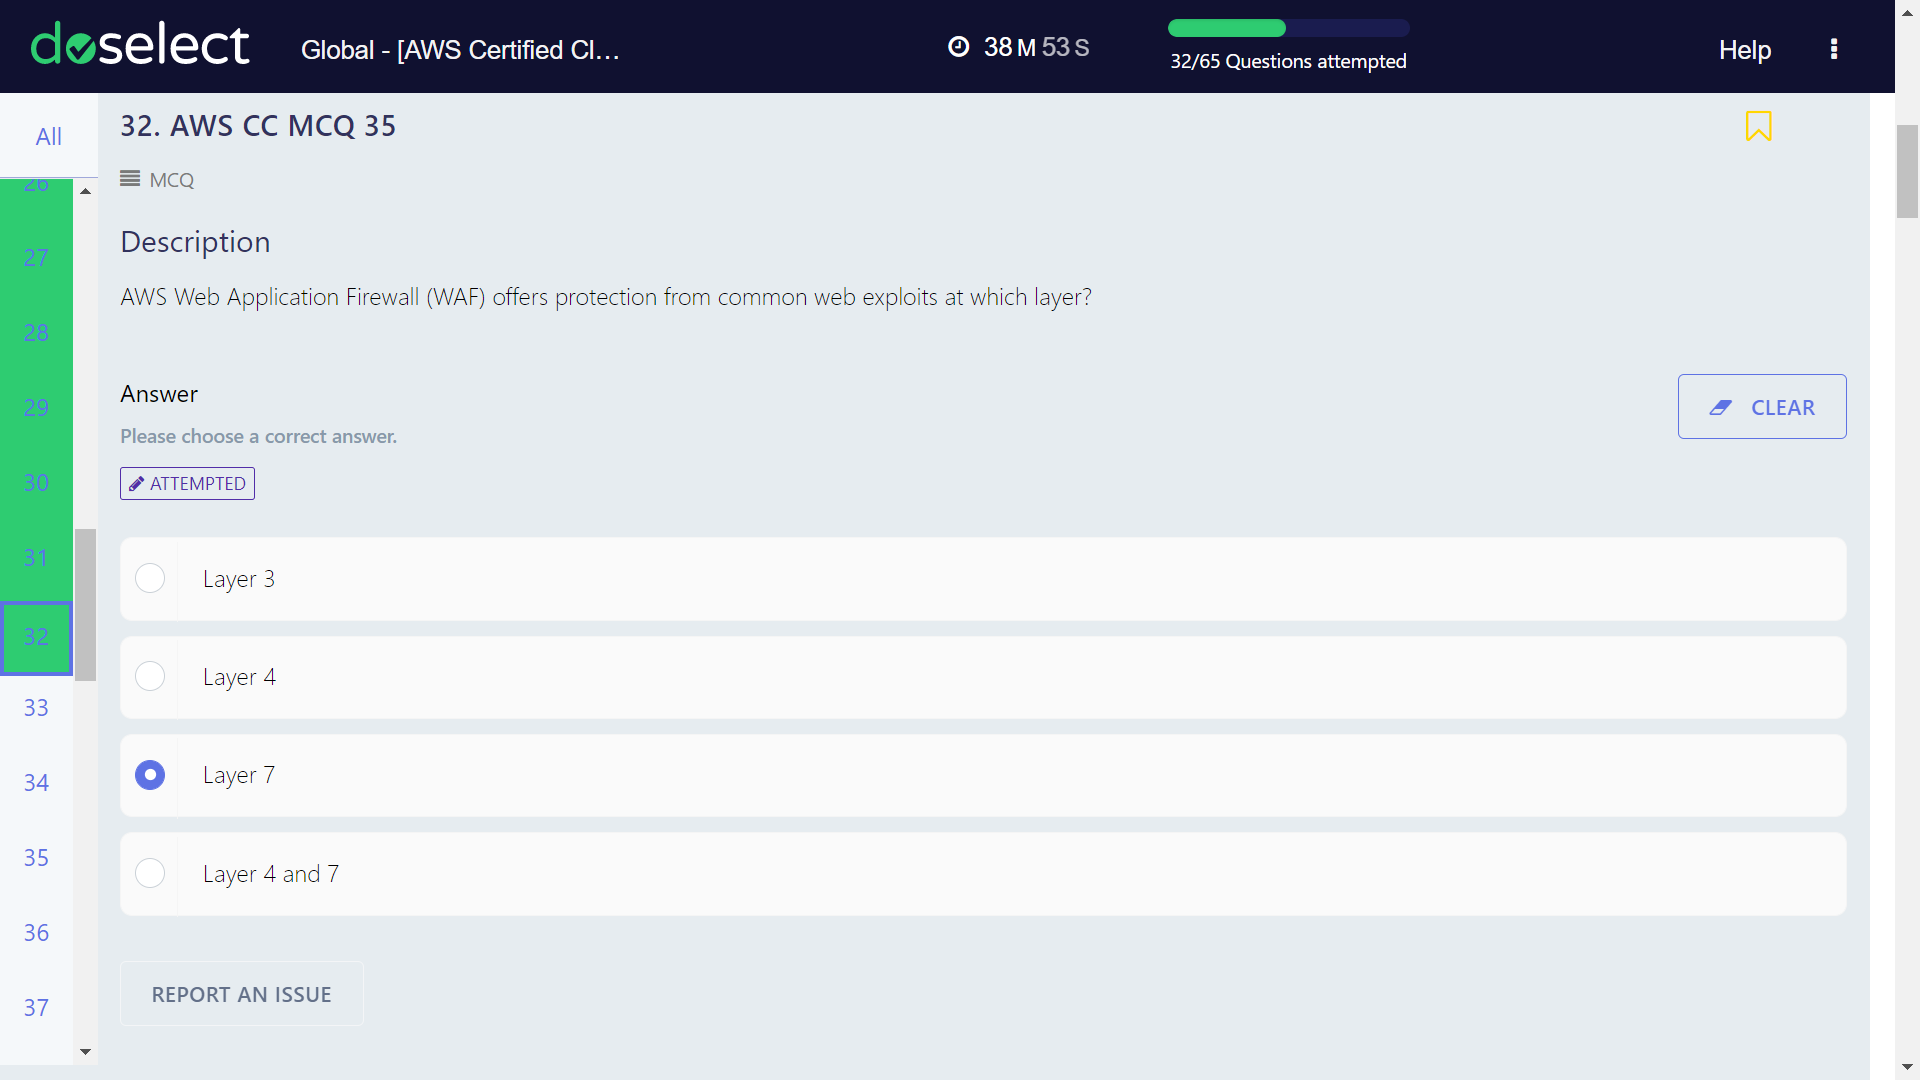 doselect
Global - [AWS Certified Cl...
38 M 53 S
32/65 Questions attempted
Help
All
26
27
28
29
30
31
32
33
34
35
36
37
32. AWS CC MCQ 35
MCQ
Description
AWS Web Application Firewall (WAF) offers protection from common web exploits at which layer?
Answer
Please choose a correct answer.
CLEAR
ATTEMPTED
Layer 3
Layer 4
Layer 7
Layer 4 and 7
REPORT AN ISSUE